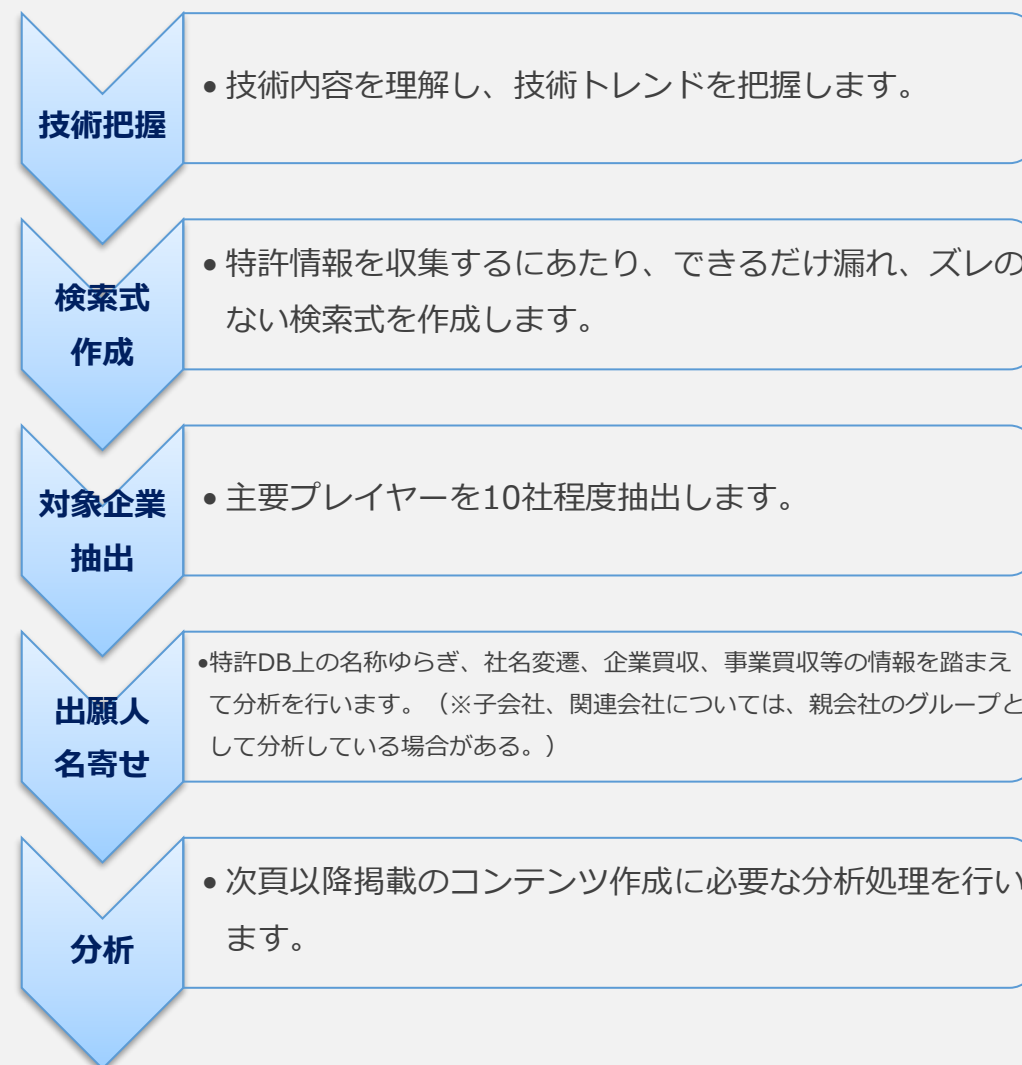 技術把握
•技術内容を理解し、技術トレンドを把握します。
検索式
作成
•特許情報を収集するにあたり、できるだけ漏れ、ズレの
ない検索式を作成します。
対象企業
抽出
•主要プレイヤーを10社程度抽出します。
出願人
名寄せ
•特許DB上の名称ゆらぎ、社名変遷、企業買収、事業買収等の情報を踏まえ
て分析を行います。（※子会社、関連会社については、親会社のグループと
して分析している場合がある。）
分析
•次頁以降掲載のコンテンツ作成に必要な分析処理を行い
ます。